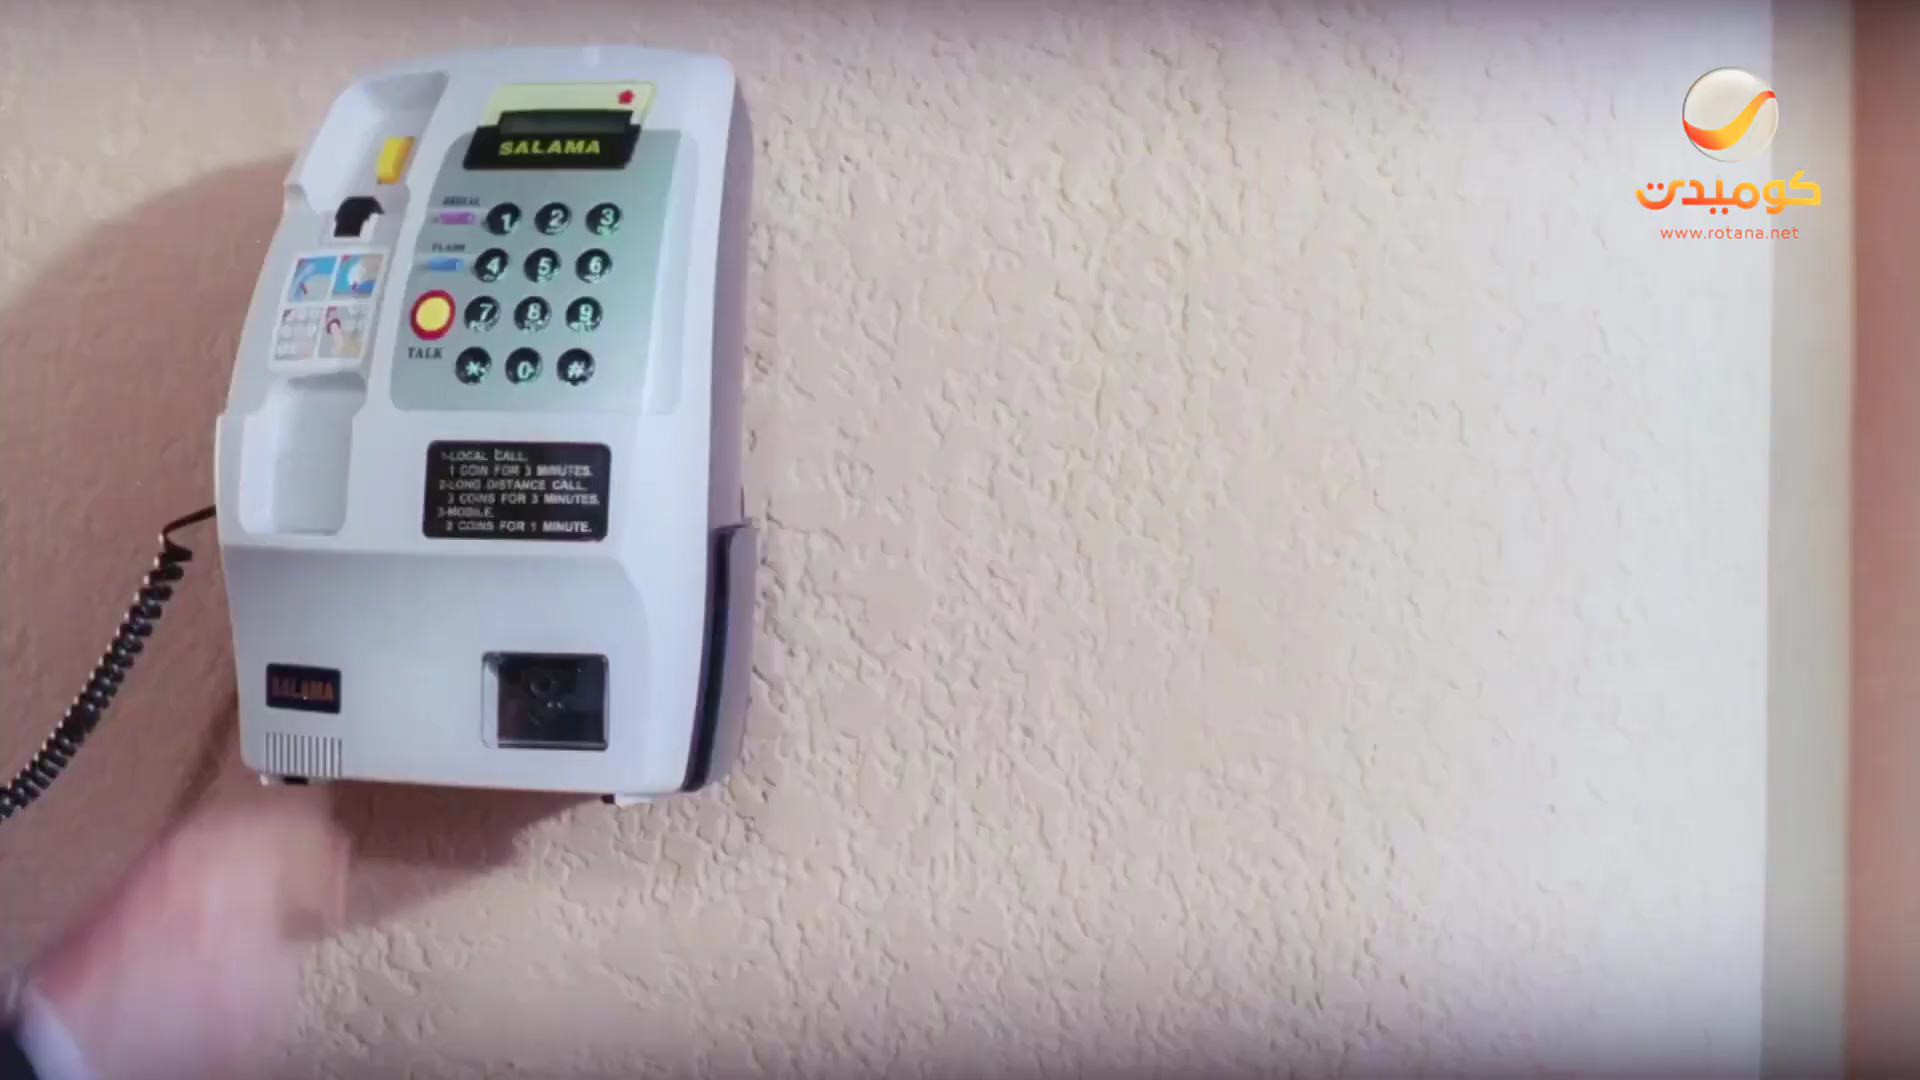 SALAMA
REDIAL
1 2 3
FLASH
4 5 6
7 8 9
TALK
* 0 #
1-LOCAL CALL.
1 COIN FOR 3 MINUTES.
2-LONG DISTANCE CALL.
3 COINS FOR 3 MINUTES.
3-MOBILE.
2 COINS FOR 1 MINUTE.
SALAMA
كوميدي
www.rotana.net